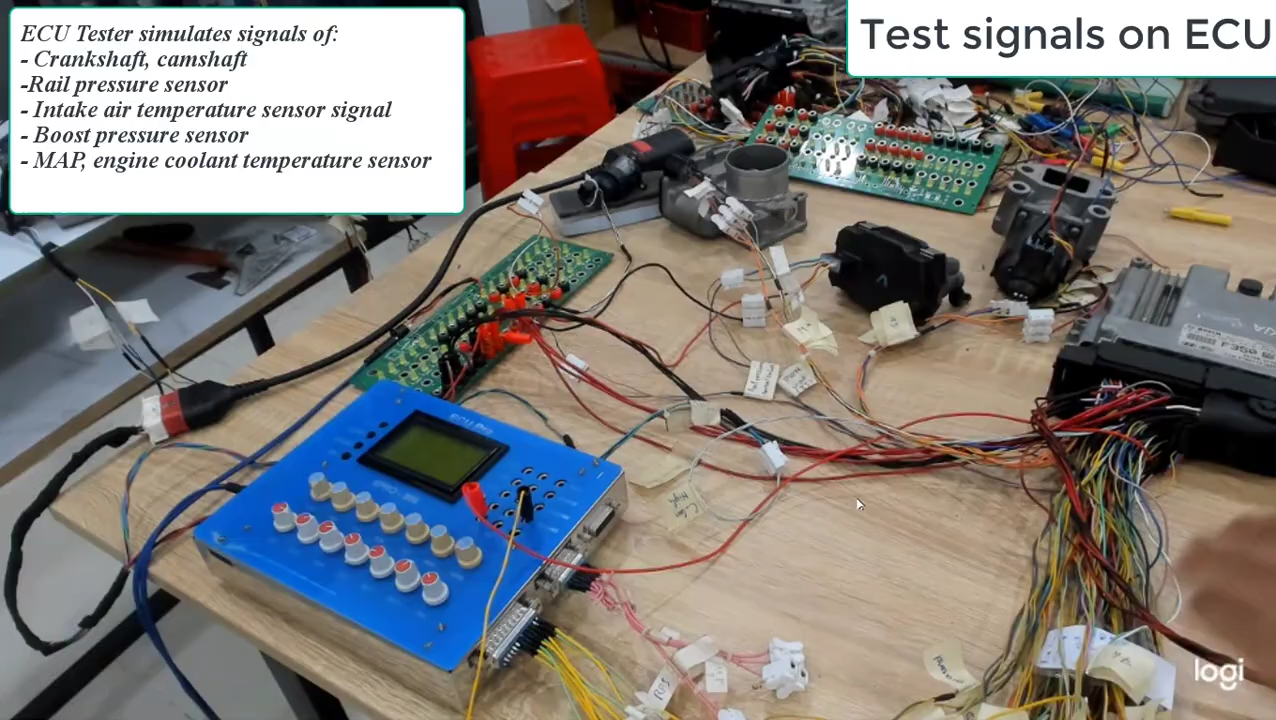 ECU Tester simulates signals of:
- Crankshaft, camshaft
-Rail pressure sensor
- Intake air temperature sensor signal
- Boost pressure sensor
- MAP, engine coolant temperature sensor
Test signals on ECU
BOSCH
logi